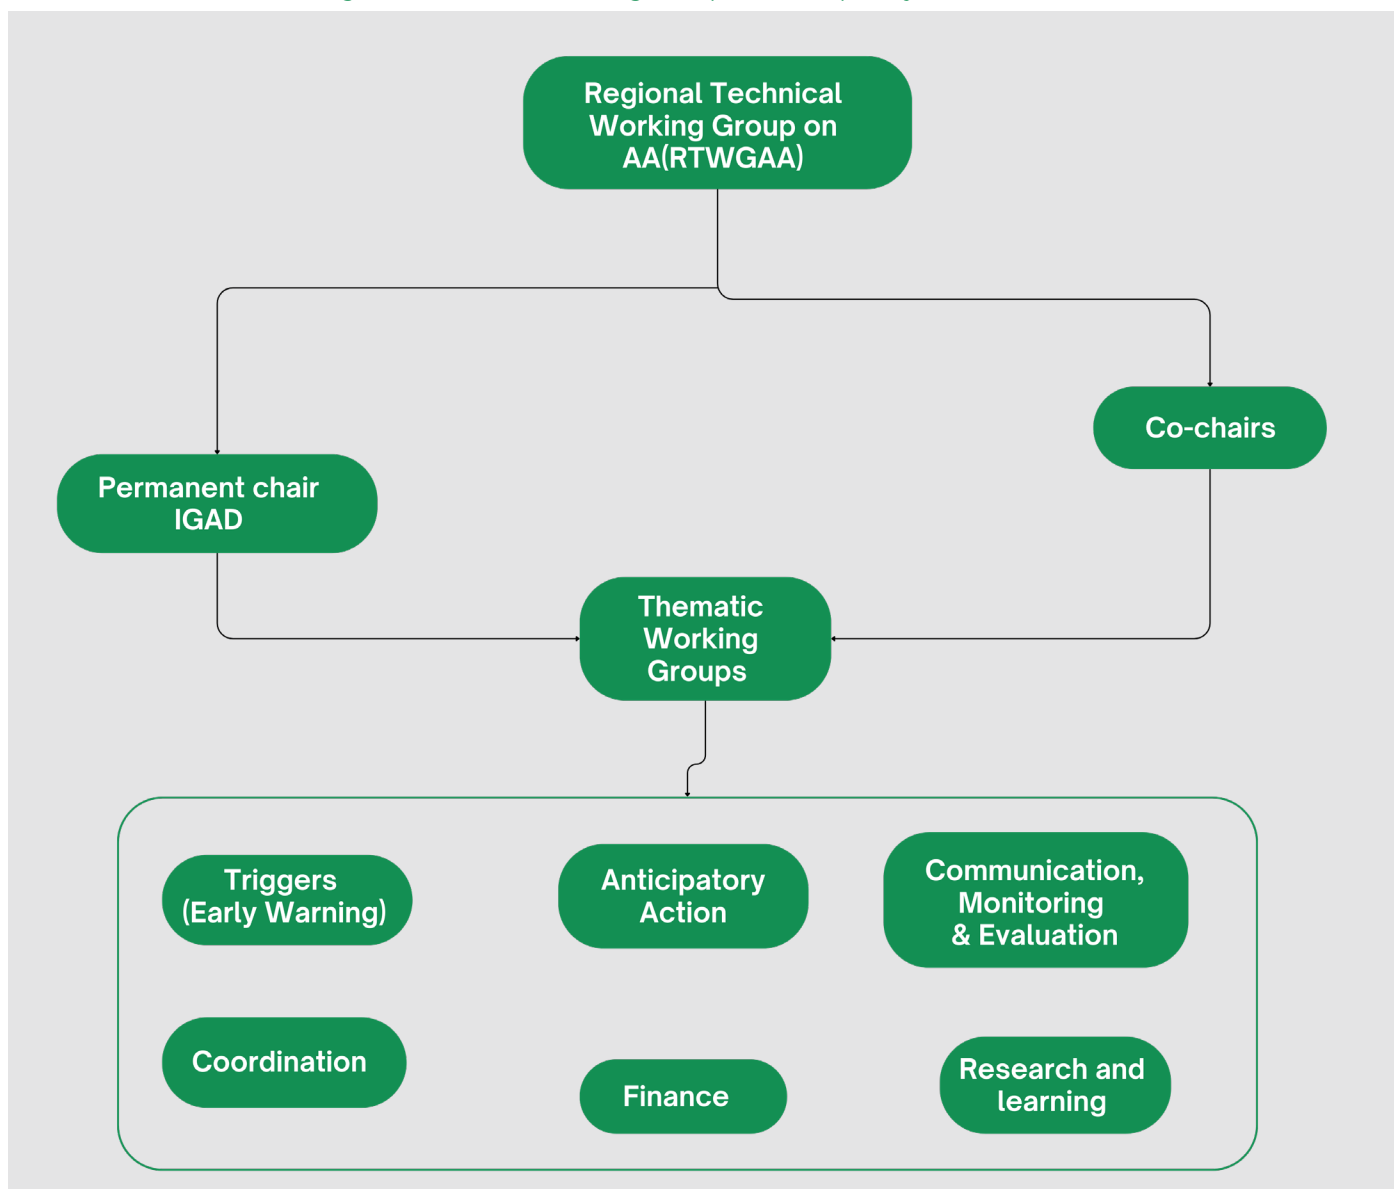 Regional Technical
Working Group on
AA(RTWGAA)
Co-chairs
Permanent chair
IGAD
Thematic
Working
Groups
Triggers
(Early Warning)
Anticipatory
Action
Communication,
Monitoring
& Evaluation
Coordination
Finance
Research and
learning